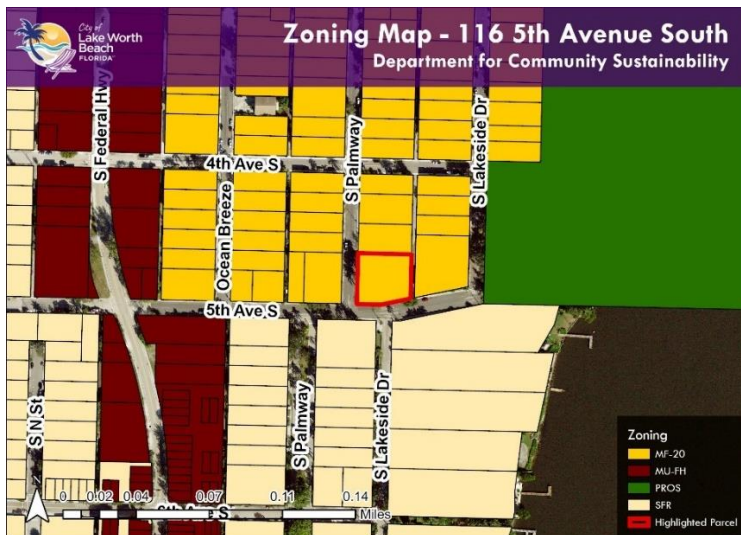 City of
Lake Worth
Beach
FLORIDA
Zoning Map - 116 5th Avenue South
Department for Community Sustainability
S Federal Hwy
S Palmway
S Lakeside Dr
4th Ave S
Ocean Breeze
5th Ave S
S N St
S Palmway
S Lakeside Dr
Zoning
MF-20
MU-FH
PROS
SFR
Highlighted Parcel
N
0 0.02 0.04 0.07 0.11 0.14
Miles
6th Ave S